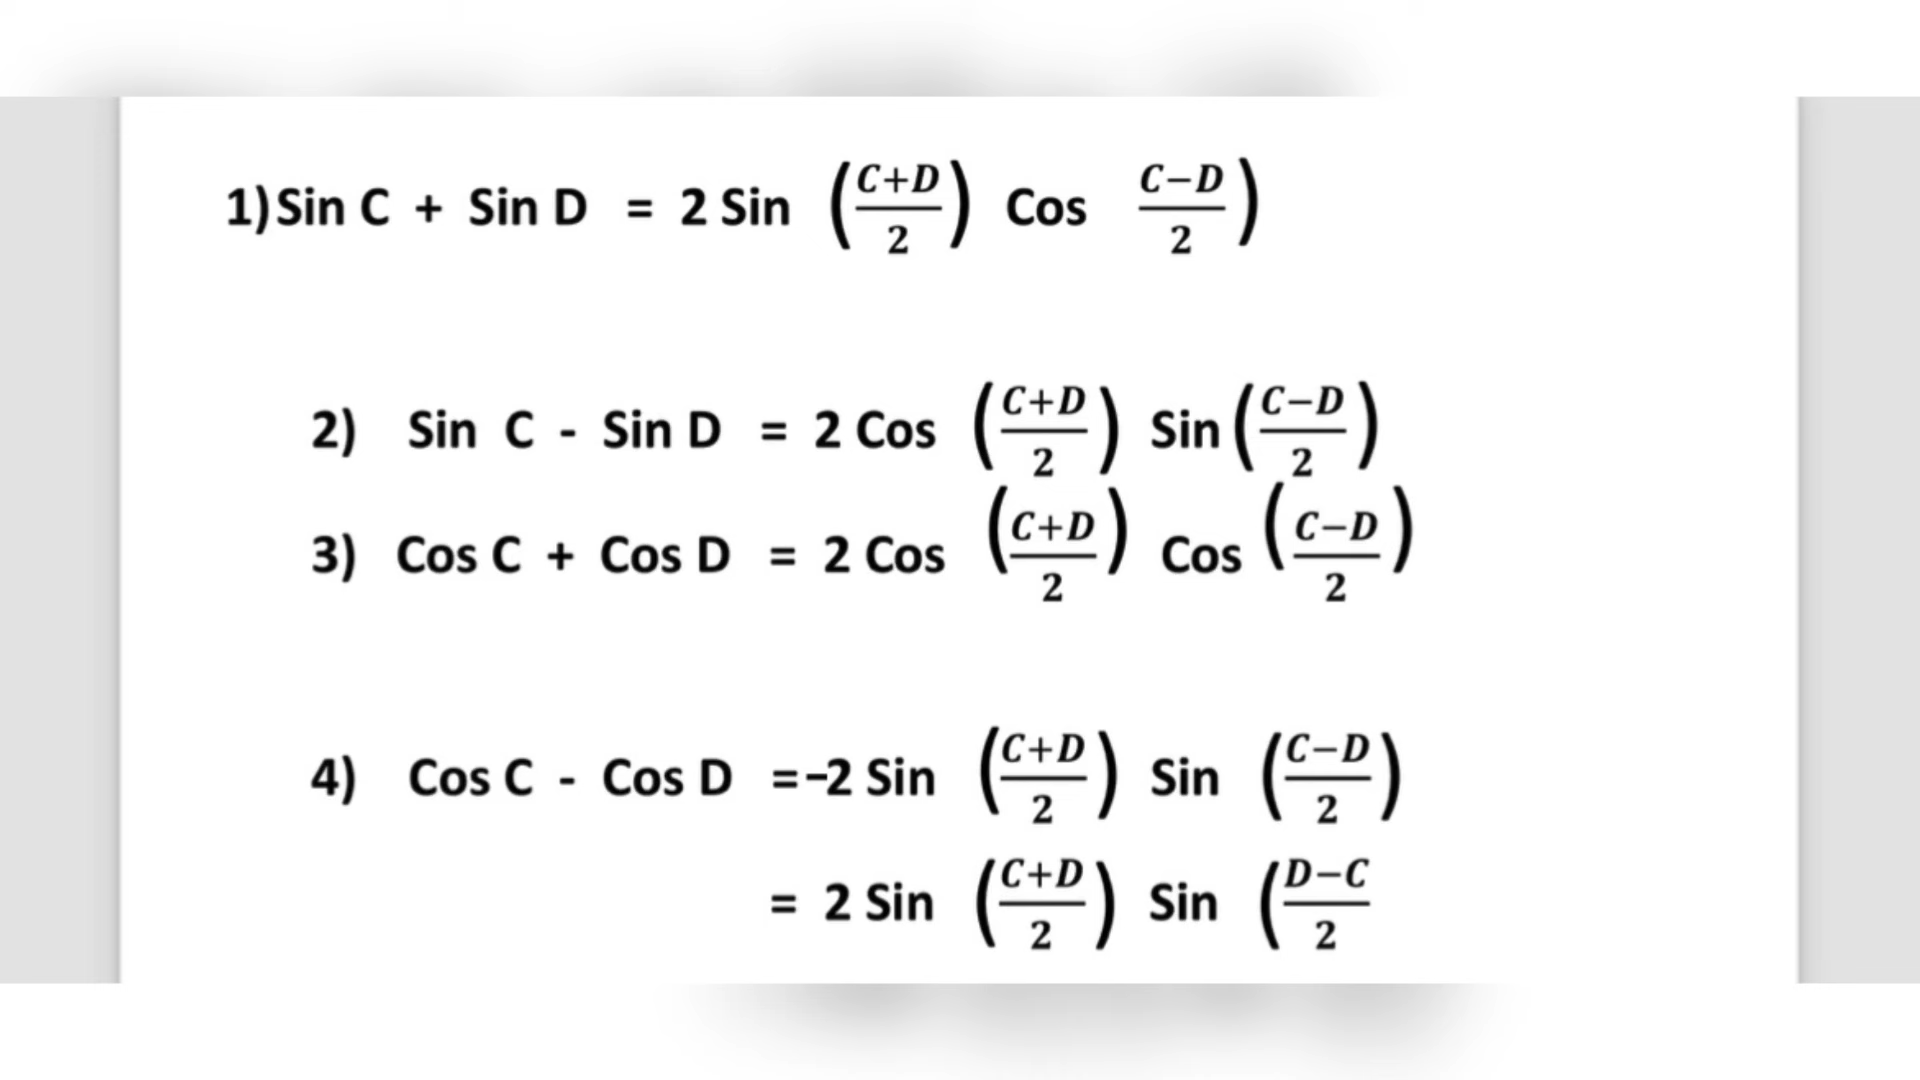 1) Sin C + Sin D = 2 Sin (C+D/2) Cos C−D/2)
2) Sin C - Sin D = 2 Cos (C+D/2) Sin (C−D/2)
3) Cos C + Cos D = 2 Cos (C+D/2) Cos (C−D/2)
4) Cos C - Cos D =−2 Sin (C+D/2) Sin (C−D/2)
= 2 Sin (C+D/2) Sin (D−C/2